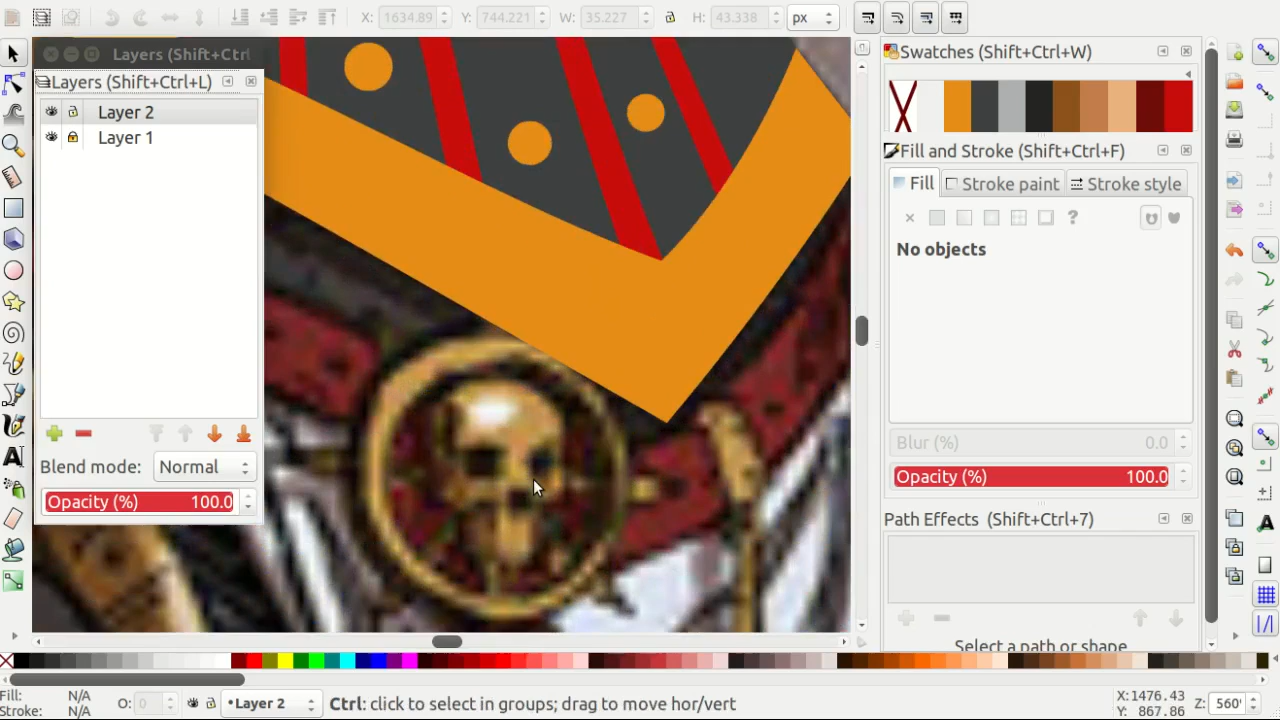 X: 1634.89 Y: 744.221 W: 35.227 H: 43.338 px
Layers (Shift+Ctrl
Layers (Shift+Ctrl+L)
Layer 2
Layer 1
Blend mode: Normal
Opacity (%) 100.0
Swatches (Shift+Ctrl+W)
Fill and Stroke (Shift+Ctrl+F)
Fill Stroke paint Stroke style
?
No objects
Blur (%) 0.0
Opacity (%) 100.0
Path Effects (Shift+Ctrl+7)
Select a path or shape
Fill: N/A
Stroke: N/A
O: 0
•Layer 2
Ctrl: click to select in groups; drag to move hor/vert
X:1476.43
Y: 867.86
Z: 560